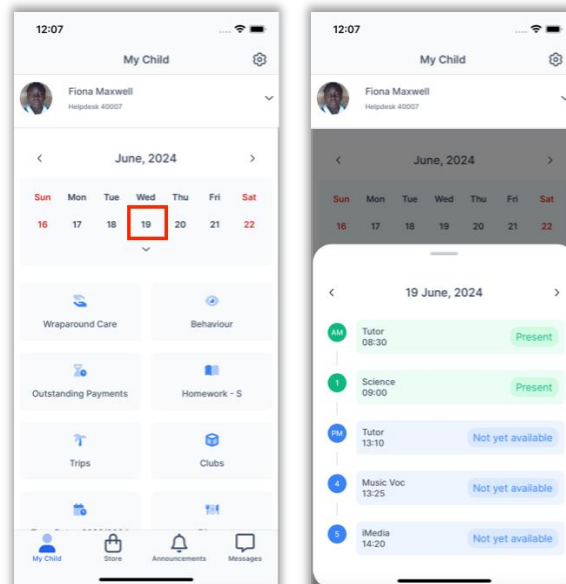 12:07
My Child
Fiona Maxwell
Helpdesk 40007
June, 2024
Sun Mon Tue Wed Thu Fri Sat
16 17 18 19 20 21 22
Wraparound Care Behaviour
Outstanding Payments Homework - S
Trips Clubs
My Child Store Announcements Messages
12:07
My Child
Fiona Maxwell
Helpdesk 40007
June, 2024
Sun Mon Tue Wed Thu Fri Sat
16 17 18 19 20 21 22
19 June, 2024
AM Tutor Present
08:30
1 Science Present
09:00
PM Tutor Not yet available
13:10
4 Music Voc Not yet available
13:25
5 iMedia Not yet available
14:20